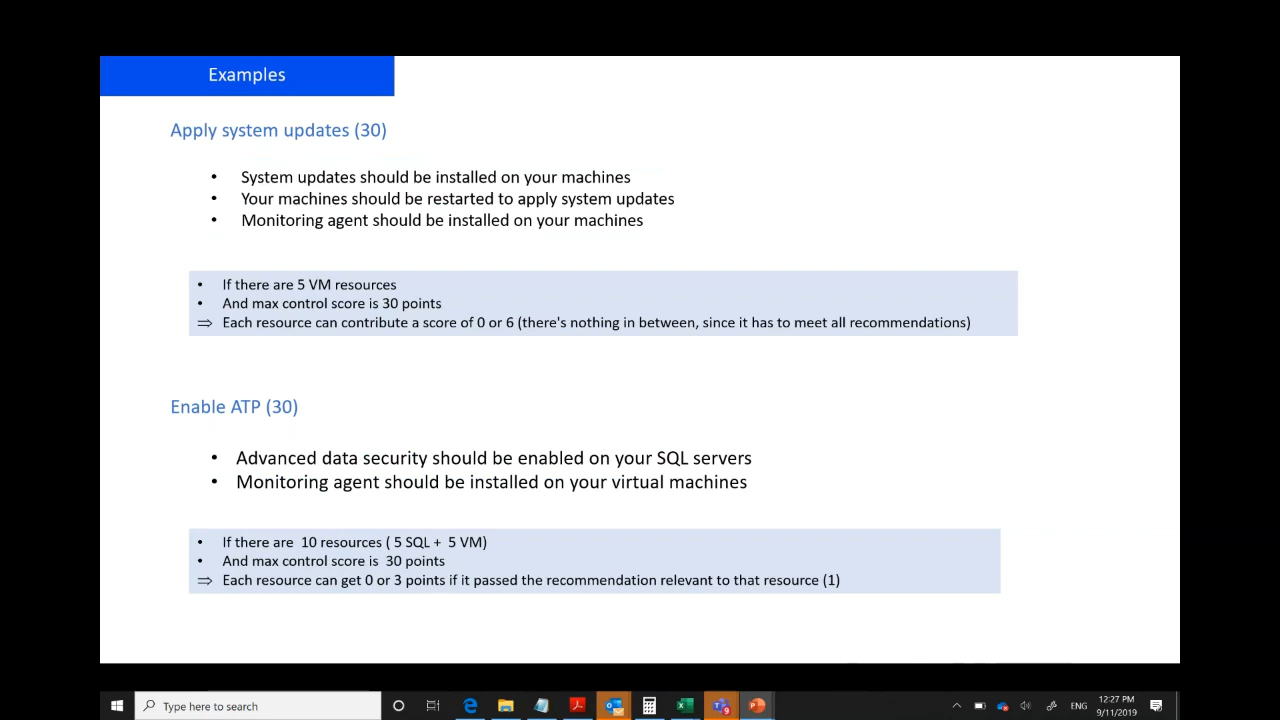 Examples
Apply system updates (30)
• System updates should be installed on your machines
• Your machines should be restarted to apply system updates
• Monitoring agent should be installed on your machines
• If there are 5 VM resources
• And max control score is 30 points
⇒ Each resource can contribute a score of 0 or 6 (there's nothing in between, since it has to meet all recommendations)
Enable ATP (30)
• Advanced data security should be enabled on your SQL servers
• Monitoring agent should be installed on your virtual machines
• If there are 10 resources ( 5 SQL + 5 VM)
• And max control score is 30 points
⇒ Each resource can get 0 or 3 points if it passed the recommendation relevant to that resource (1)
Type here to search
ENG
12:27 PM
9/11/2019